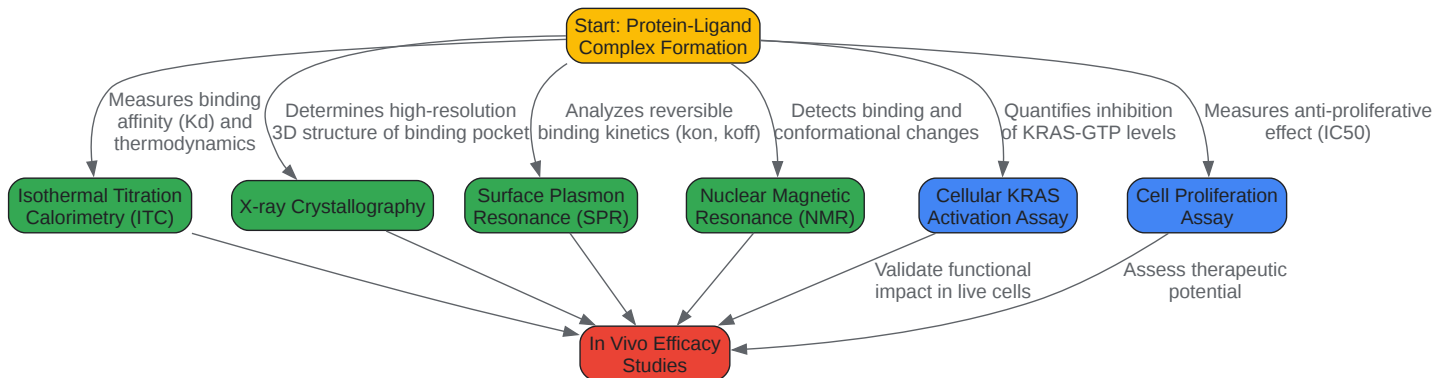 Start: Protein-Ligand
Complex Formation
Measures binding
affinity (Kd) and
thermodynamics
Determines high-resolution
3D structure of binding pocket
Analyzes reversible
binding kinetics (kon, koff)
Detects binding and
conformational changes
Quantifies inhibition
of KRAS-GTP levels
Measures anti-proliferative
effect (IC50)
Isothermal Titration
Calorimetry (ITC)
X-ray Crystallography
Surface Plasmon
Resonance (SPR)
Nuclear Magnetic
Resonance (NMR)
Cellular KRAS
Activation Assay
Cell Proliferation
Assay
Validate functional
impact in live cells
Assess therapeutic
potential
In Vivo Efficacy
Studies